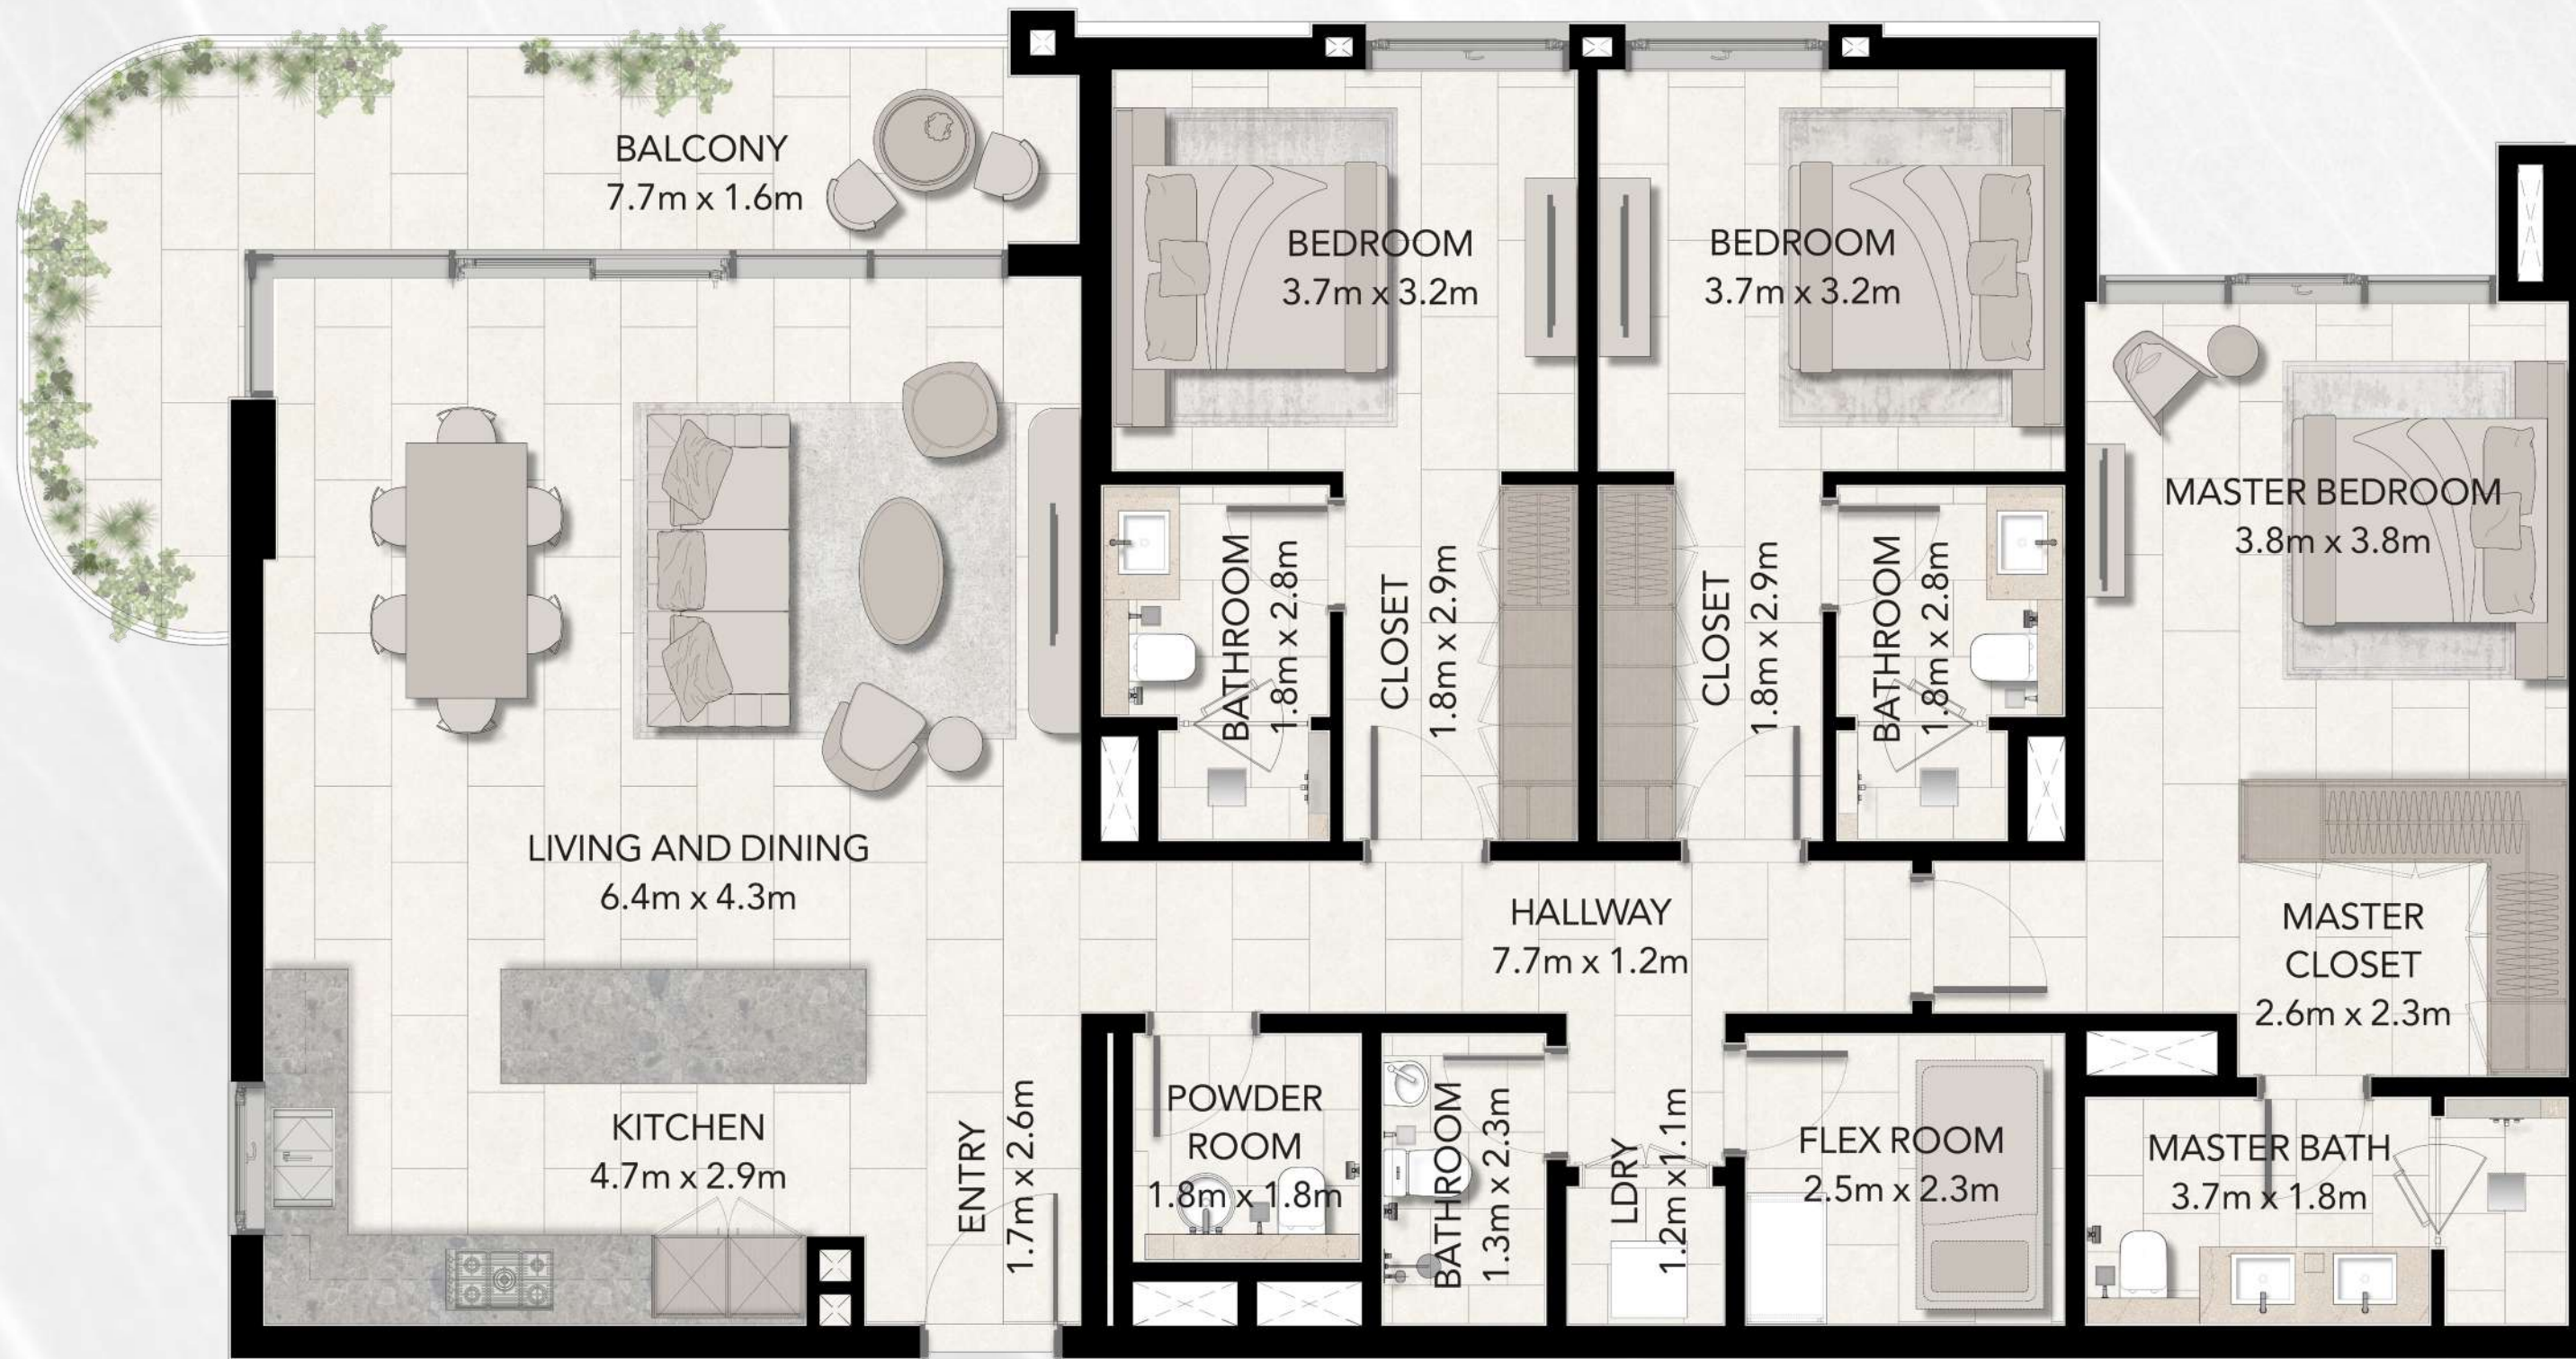 BALCONY
7.7m x 1.6m
BEDROOM
3.7m x 3.2m
BEDROOM
3.7m x 3.2m
MASTER BEDROOM
3.8m x 3.8m
BATHROOM
1.8m x 2.8m
CLOSET
1.8m x 2.9m
CLOSET
1.8m x 2.9m
BATHROOM
1.8m x 2.8m
LIVING AND DINING
6.4m x 4.3m
HALLWAY
7.7m x 1.2m
MASTER
CLOSET
2.6m x 2.3m
KITCHEN
4.7m x 2.9m
ENTRY
1.7m x 2.6m
POWDER
ROOM
1.8m x 1.8m
BATHROOM
1.3m x 2.3m
LDRY
1.2m x 1.1m
FLEX ROOM
2.5m x 2.3m
MASTER BATH
3.7m x 1.8m